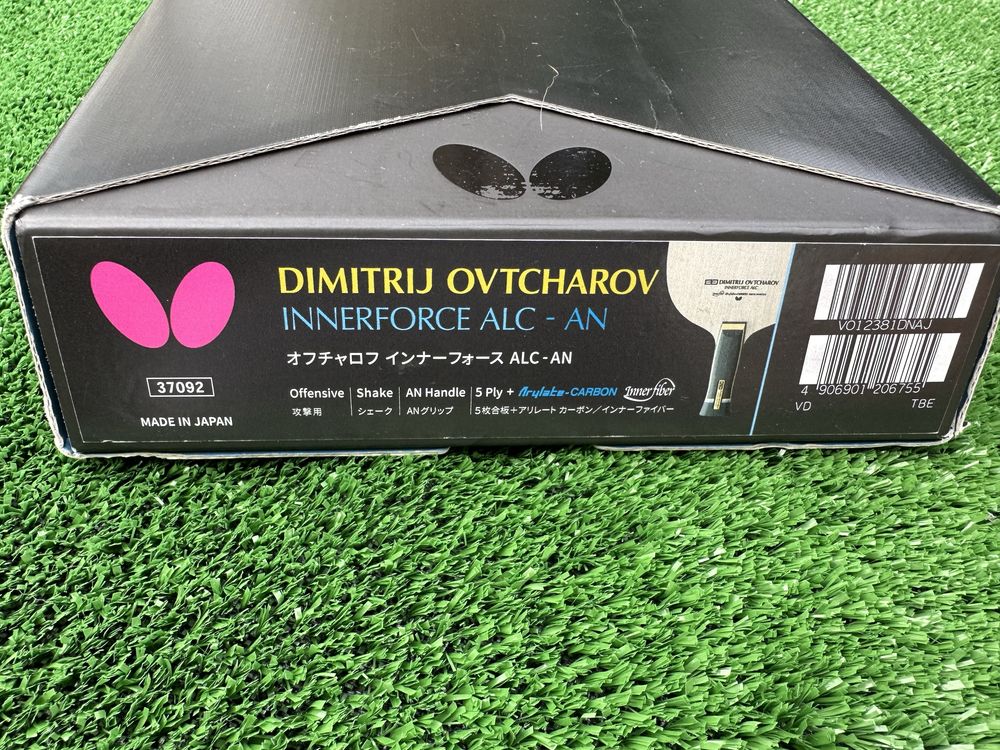 DIMITRIJ OVTCHAROV
INNERFORCE ALC - AN
オフチャロフ インナーフォース ALC-AN
37092
MADE IN JAPAN
Offensive | Shake | AN Handle | 5 Ply + Arylate-CARBON Innerfiber
攻撃用 | シェーク | ANグリップ | 5枚合板+アリレート カーボン/インナーファイバー
DIMITRIJ OVTCHAROV
INNERFORCE ALC
V012381DNAJ
4 906901 206755
VD TBE